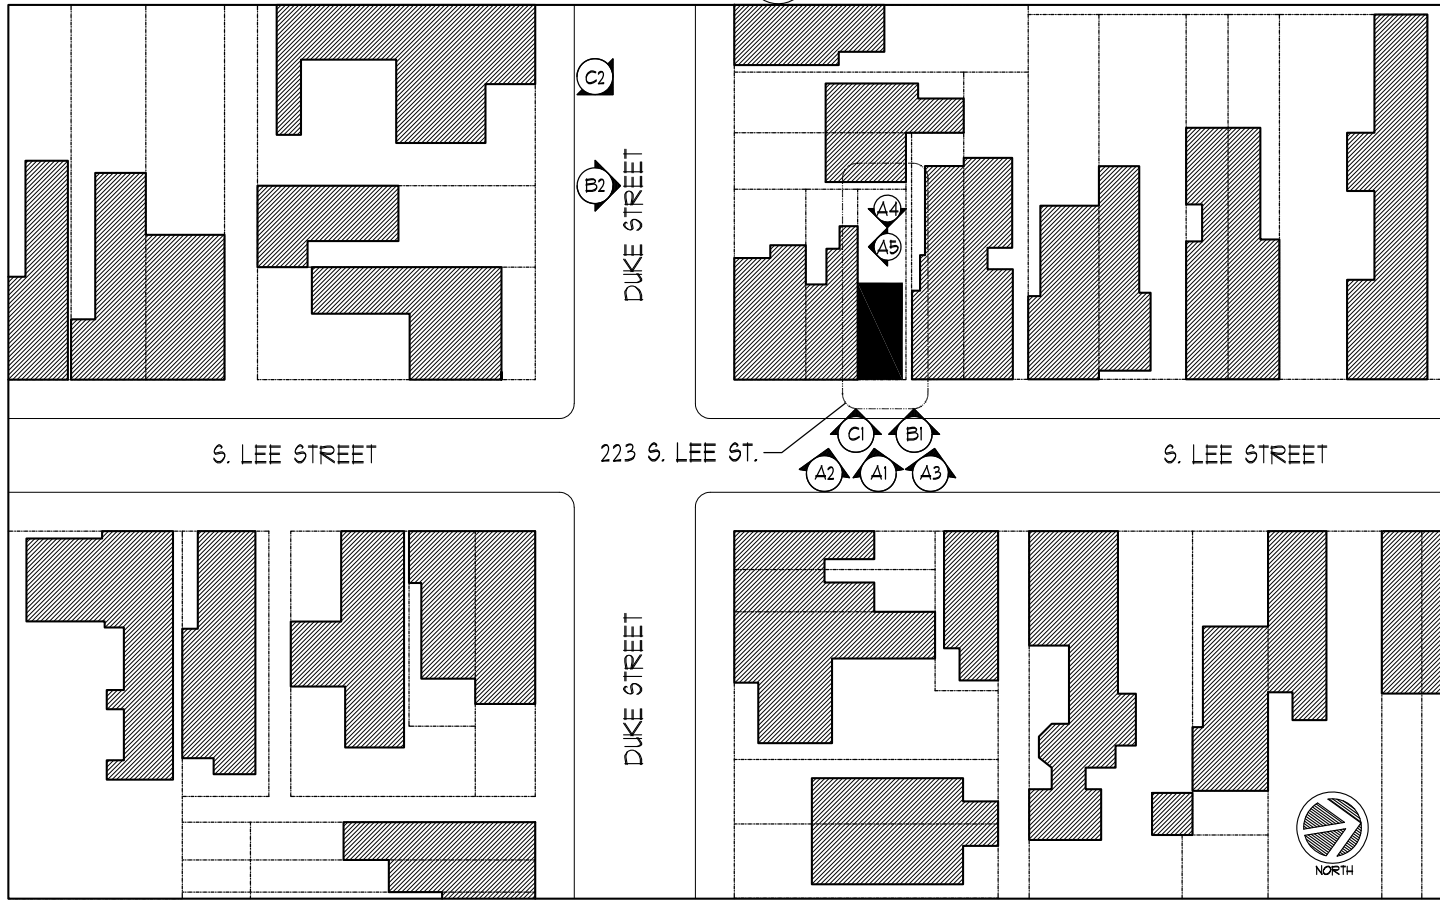 C2
B2
DUKE STREET
A4
A5
S. LEE STREET
223 S. LEE ST.
C1
B1
S. LEE STREET
A2
A1
A3
DUKE STREET
NORTH